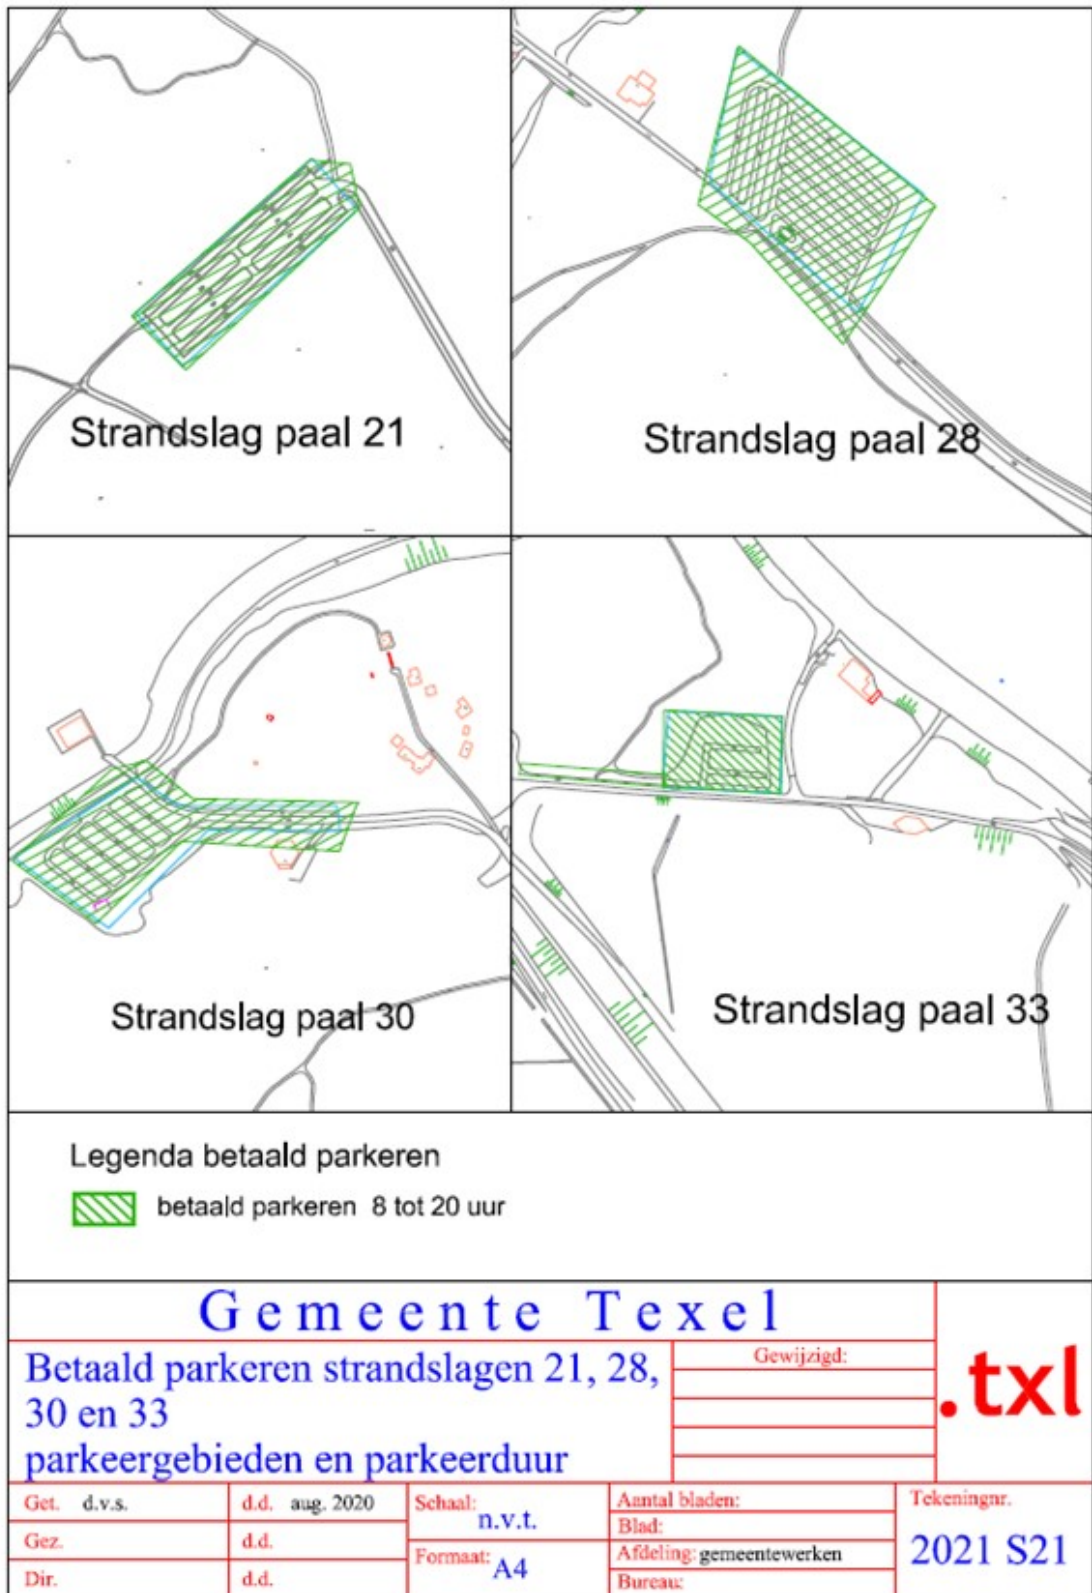 Strandslag paal 21
Strandslag paal 28
Strandslag paal 30
Strandslag paal 33
Legenda betaald parkeren
betaald parkeren 8 tot 20 uur
Gemeente Texel
Betaald parkeren strandslagen 21, 28,
30 en 33
parkeergebieden en parkeerduur
Gewijzigd:
.txl
Get. d.v.s.
d.d. aug. 2020
Schaal:
n.v.t.
Aantal bladen:
Tekeningnr.
Gez.
d.d.
Blad:
2021 S21
Formaat:
A4
Afdeling: gemeentewerken
Dir.
d.d.
Bureau: